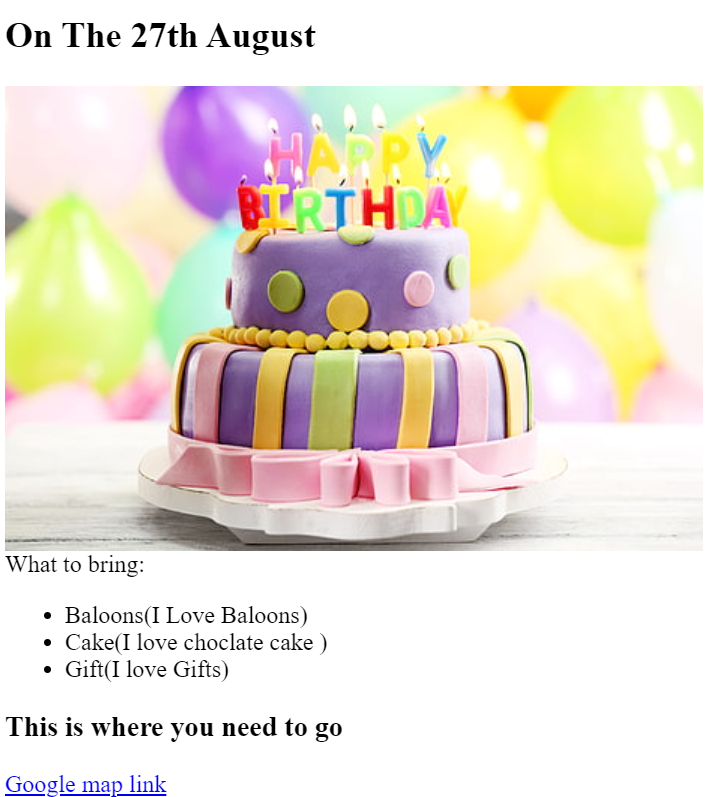 On The 27th August
HAPPY
BIRTHDAY
What to bring:
Baloons(I Love Baloons)
Cake(I love choclate cake )
Gift(I love Gifts)
This is where you need to go
Google map link